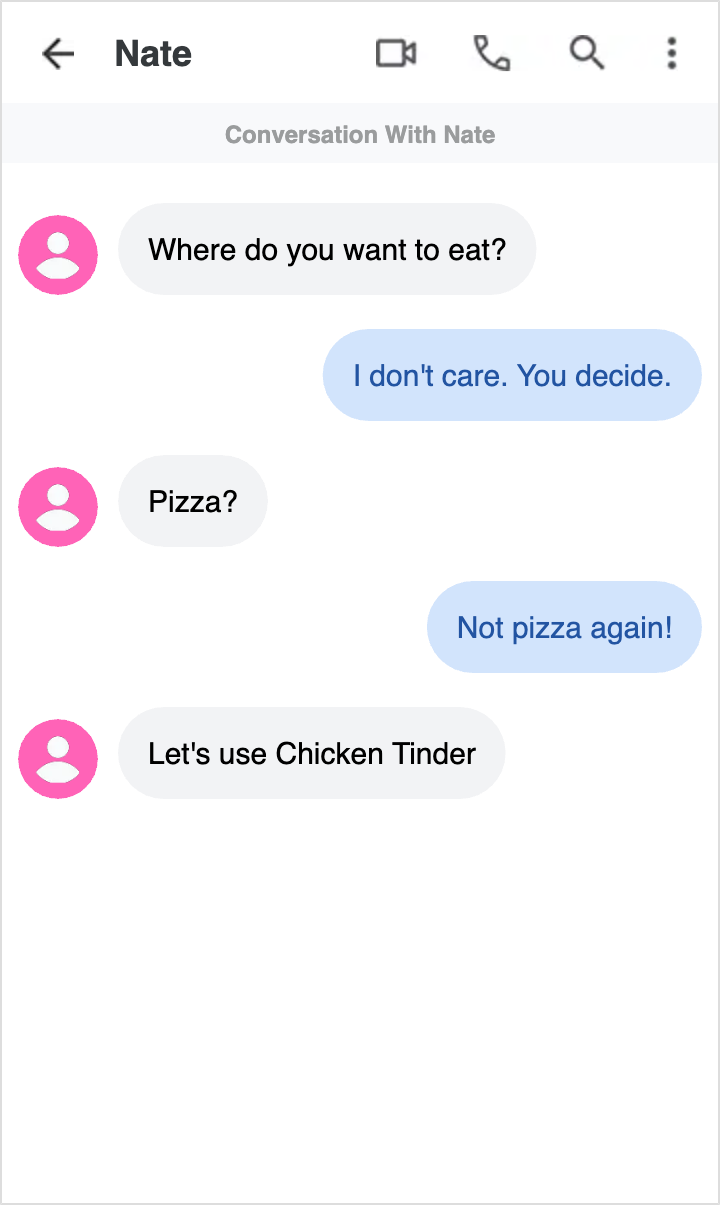 Nate
Conversation With Nate
Where do you want to eat?
I don't care. You decide.
Pizza?
Not pizza again!
Let's use Chicken Tinder